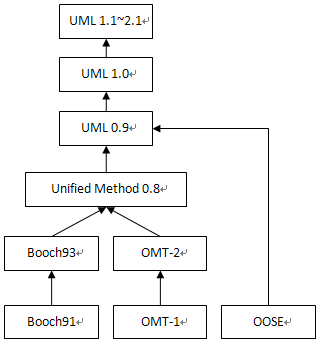 UML 1.1~2.1
UML 1.0
UML 0.9
Unified Method 0.8
Booch93
OMT-2
Booch91
OMT-1
OOSE